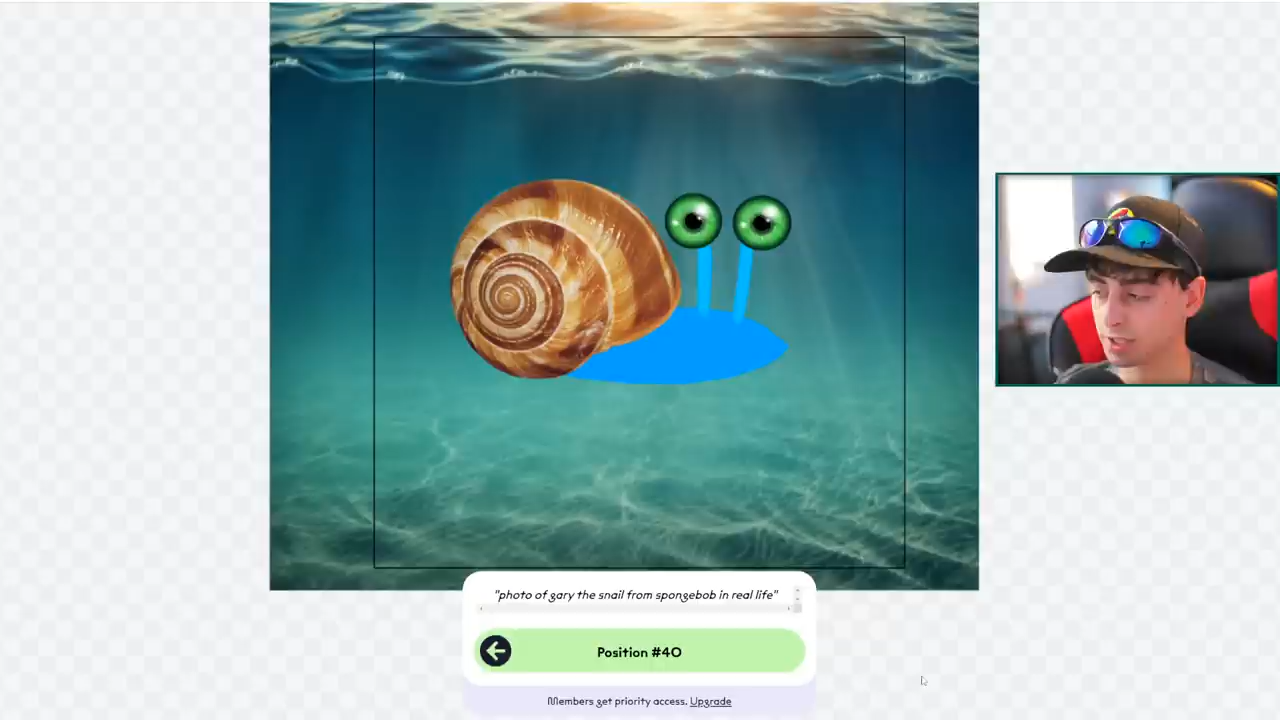 "photo of gary the snail from spongebob in real life"
Position #40
Members get priority access. Upgrade